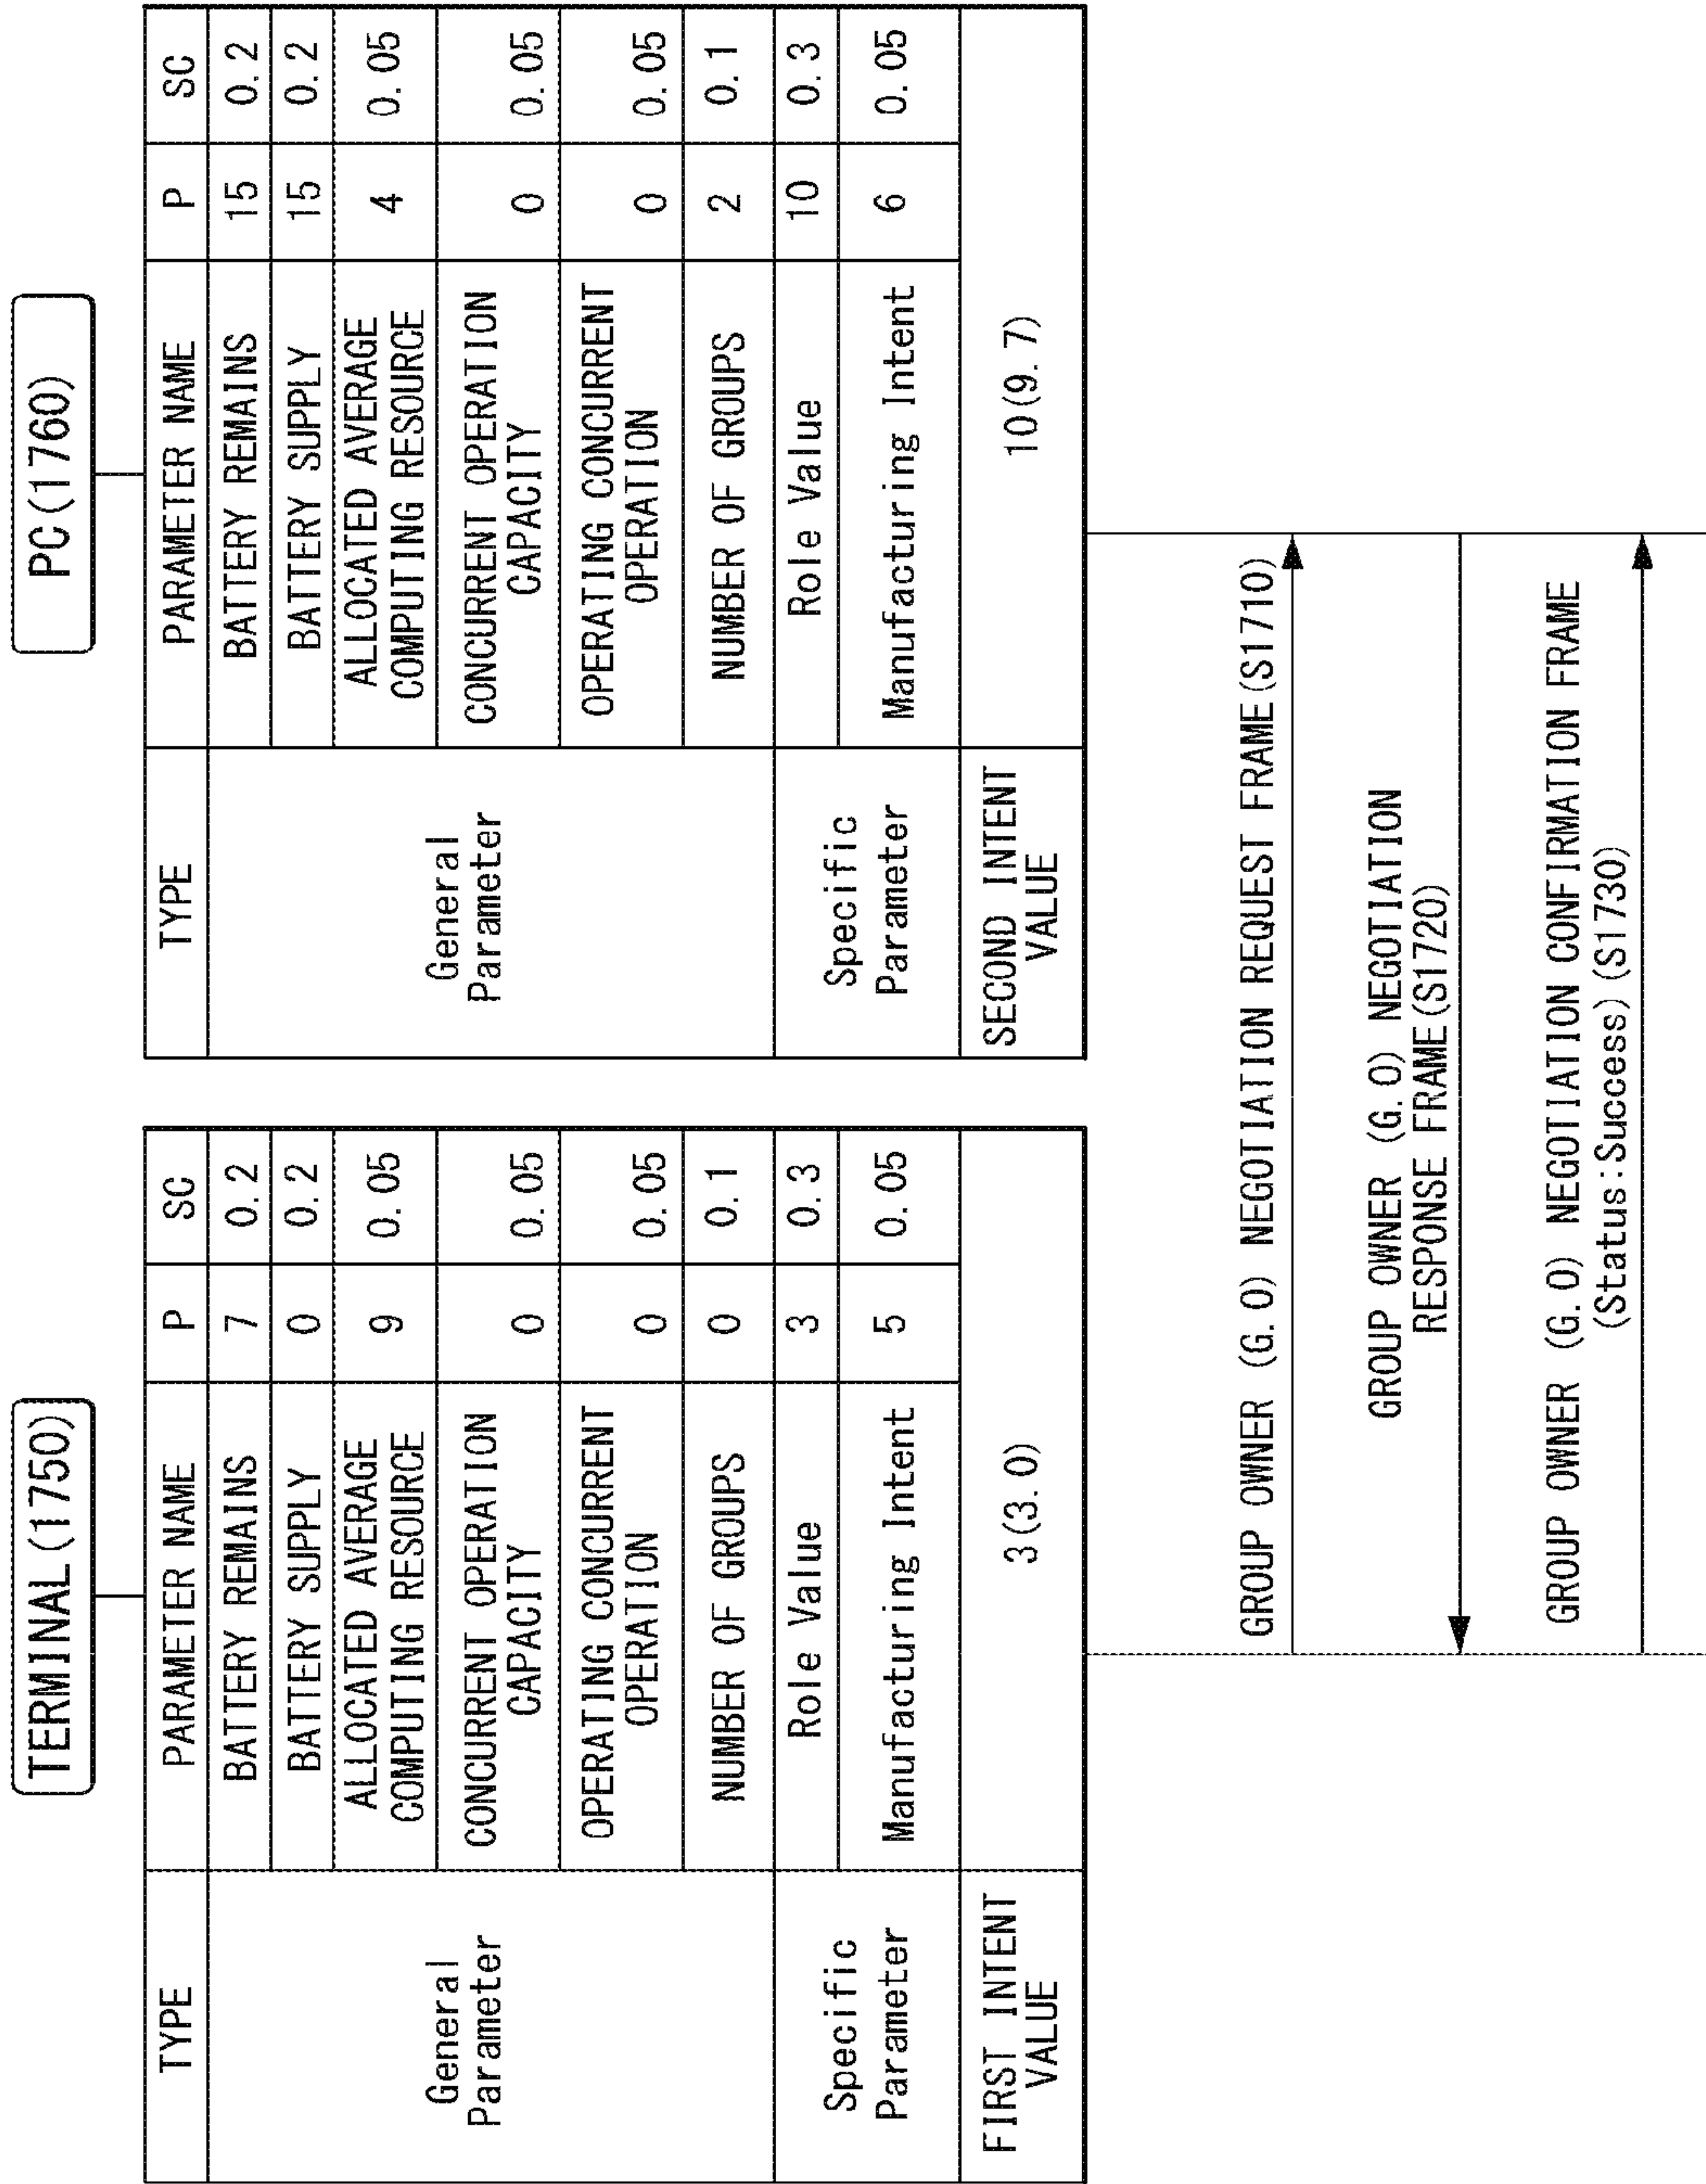 TERMINAL(1750)
TYPE PARAMETER NAME P SC
General
Parameter
BATTERY REMAINS 7 0.2
BATTERY SUPPLY 0 0.2
ALLOCATED AVERAGE
COMPUTING RESOURCE 9 0.05
CONCURRENT OPERATION
CAPACITY 0 0.05
OPERATING CONCURRENT
OPERATION 0 0.05
NUMBER OF GROUPS 0 0.1
Specific
Parameter
Role Value 3 0.3
Manufacturing Intent 5 0.05
FIRST INTENT
VALUE
3(3.0)
PC(1760)
TYPE PARAMETER NAME P SC
General
Parameter
BATTERY REMAINS 15 0.2
BATTERY SUPPLY 15 0.2
ALLOCATED AVERAGE
COMPUTING RESOURCE 4 0.05
CONCURRENT OPERATION
CAPACITY 0 0.05
OPERATING CONCURRENT
OPERATION 0 0.05
NUMBER OF GROUPS 2 0.1
Specific
Parameter
Role Value 10 0.3
Manufacturing Intent 6 0.05
SECOND INTENT
VALUE
10(9.7)
GROUP OWNER (G.O) NEGOTIATION REQUEST FRAME(S1710)
GROUP OWNER (G.O) NEGOTIATION
RESPONSE FRAME(S1720)
GROUP OWNER (G.O) NEGOTIATION CONFIRMATION FRAME
(Status:Success)(S1730)